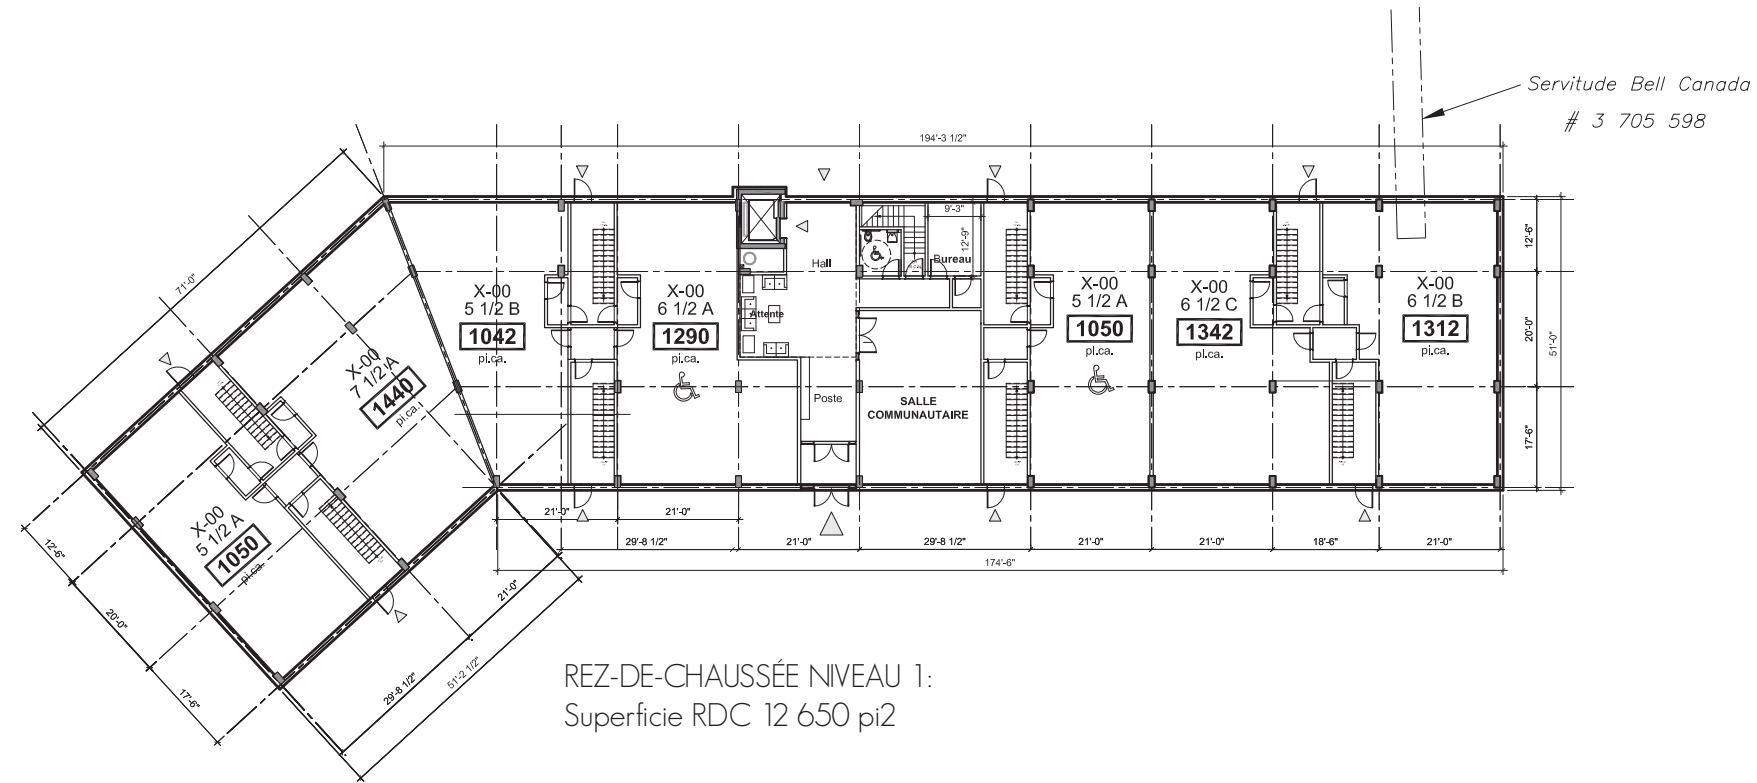 Servitude Bell Canada
# 3 705 598
194'-3 1/2"
71'-0"
9'-3"
12'-9"
12'-6"
20'-0"
17'-6"
51'-0"
Hall
Bureau
Attente
Poste
SALLE
COMMUNAUTAIRE
X-00
5 1/2 B
1042
pi.ca.
X-00
6 1/2 A
1290
pi.ca.
X-00
5 1/2 A
1050
pi.ca.
X-00
6 1/2 C
1342
pi.ca.
X-00
6 1/2 B
1312
pi.ca.
X-00
7 1/2 A
1440
pi.ca.
X-00
5 1/2 A
1050
pi.ca.
21'-0"
21'-0"
29'-8 1/2"
21'-0"
29'-8 1/2"
21'-0"
21'-0"
18'-6"
21'-0"
174'-6"
12'-6"
20'-0"
17'-6"
29'-8 1/2"
21'-0"
51'-2 1/2"
REZ-DE-CHAUSSÉE NIVEAU 1:
Superficie RDC 12 650 pi2